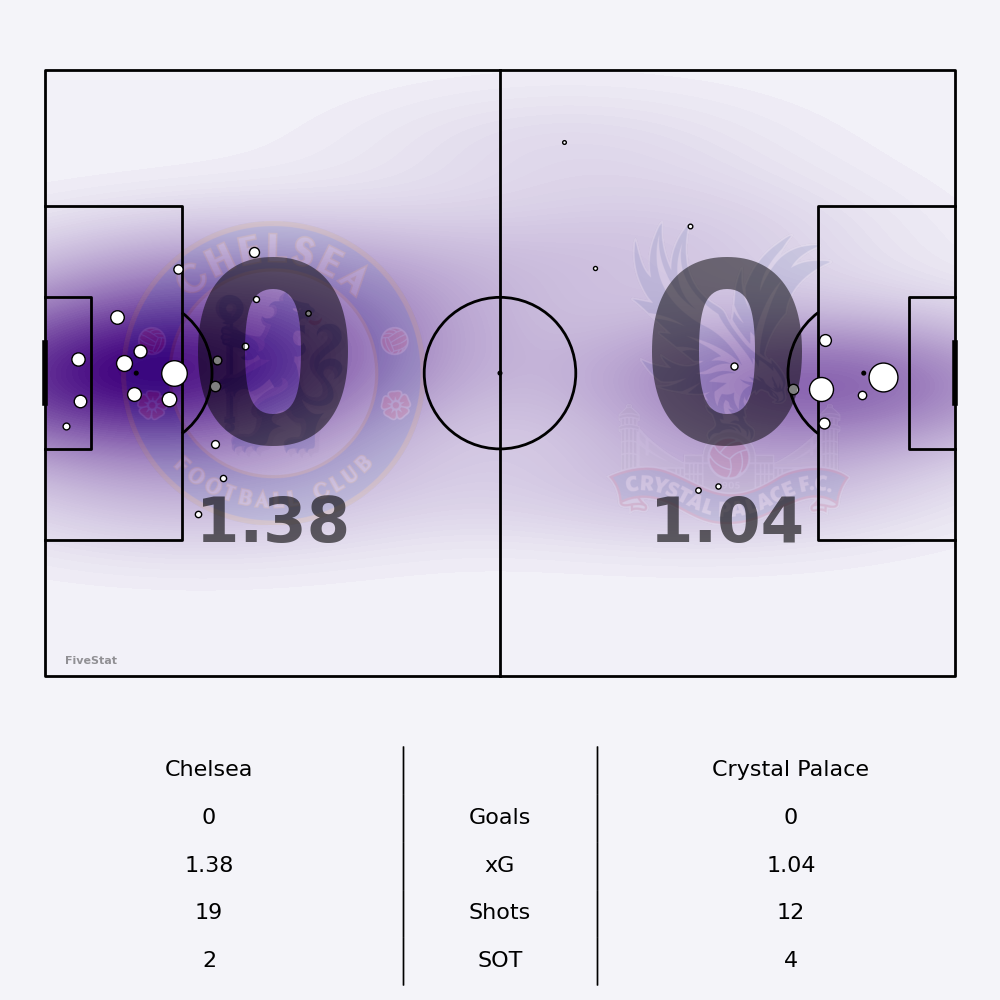 CHELSEA
FOOTBALL CLUB
0
0
CRYSTAL PALACE F.C.
1.38
1.04
FiveStat
Chelsea Crystal Palace
0 Goals 0
1.38 xG 1.04
19 Shots 12
2 SOT 4